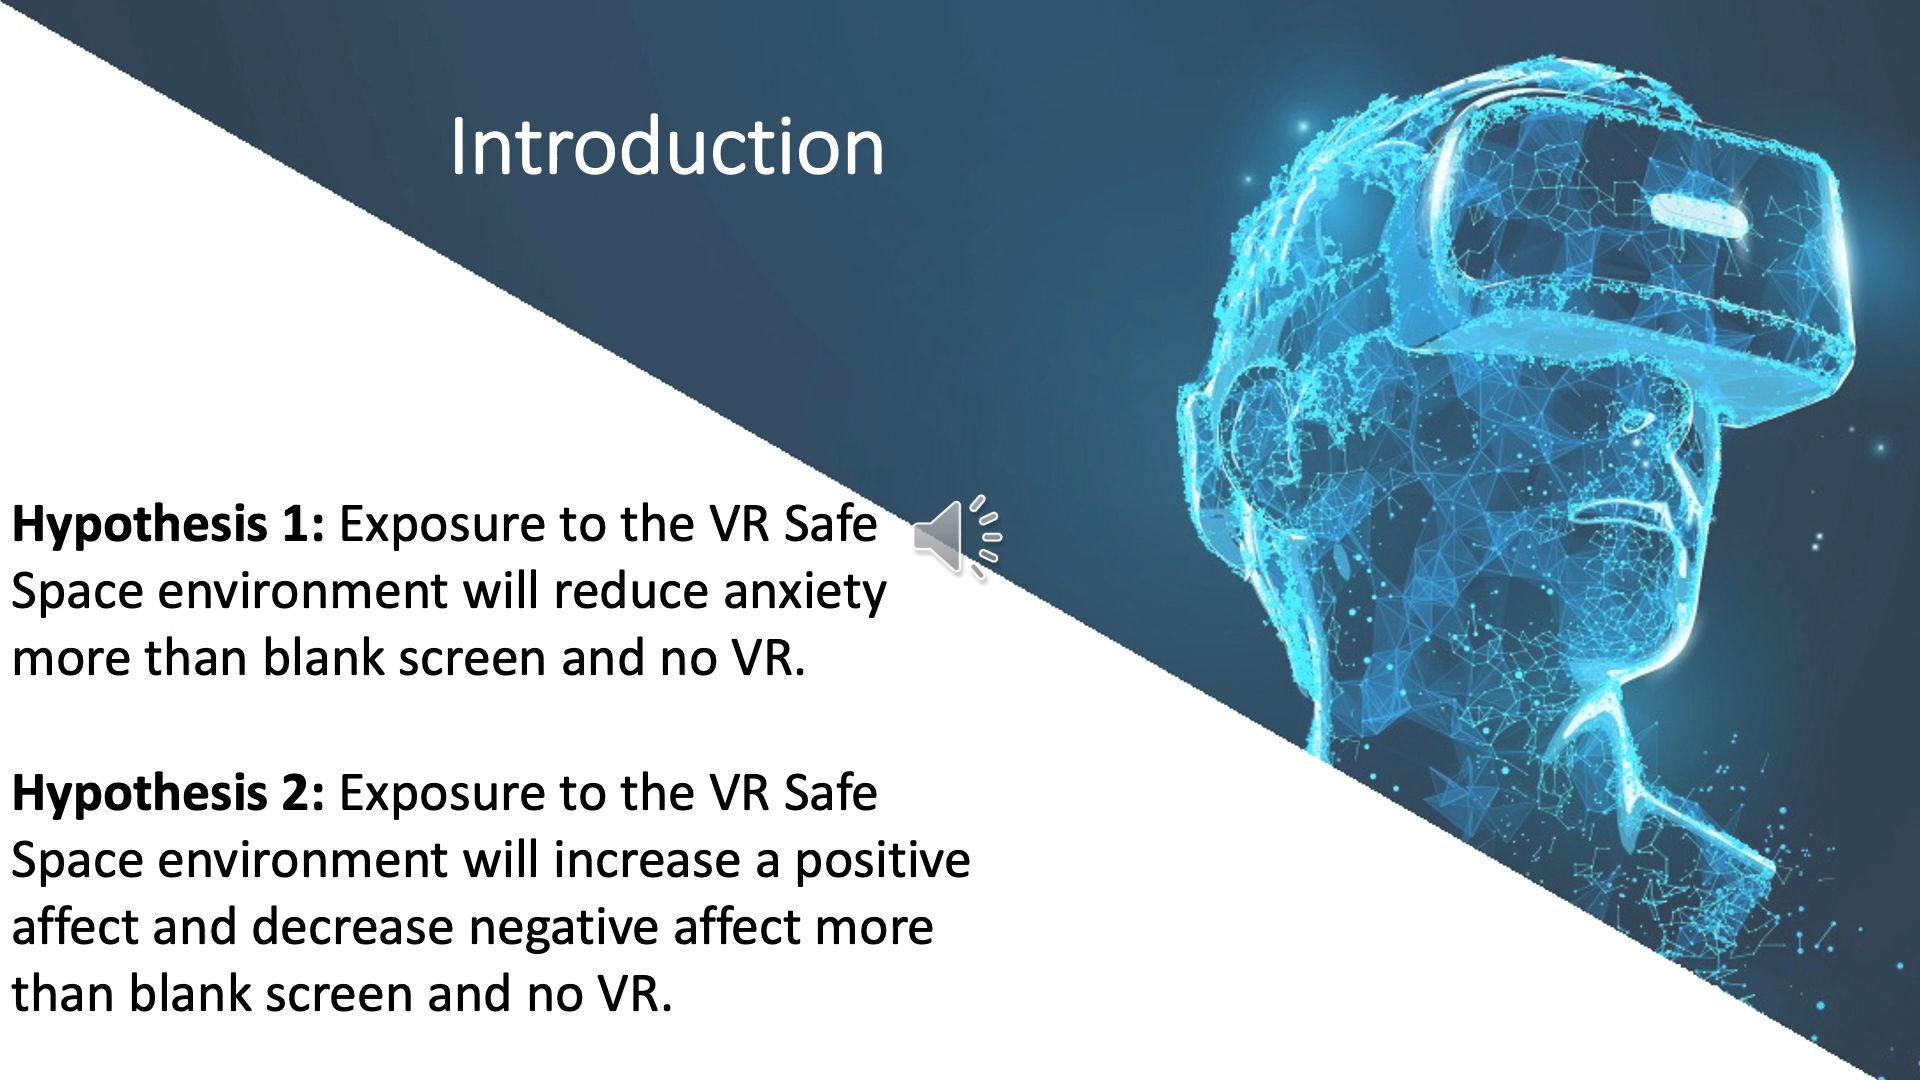 Introduction
Hypothesis 1: Exposure to the VR Safe
Space environment will reduce anxiety
more than blank screen and no VR.
Hypothesis 2: Exposure to the VR Safe
Space environment will increase a positive
affect and decrease negative affect more
than blank screen and no VR.